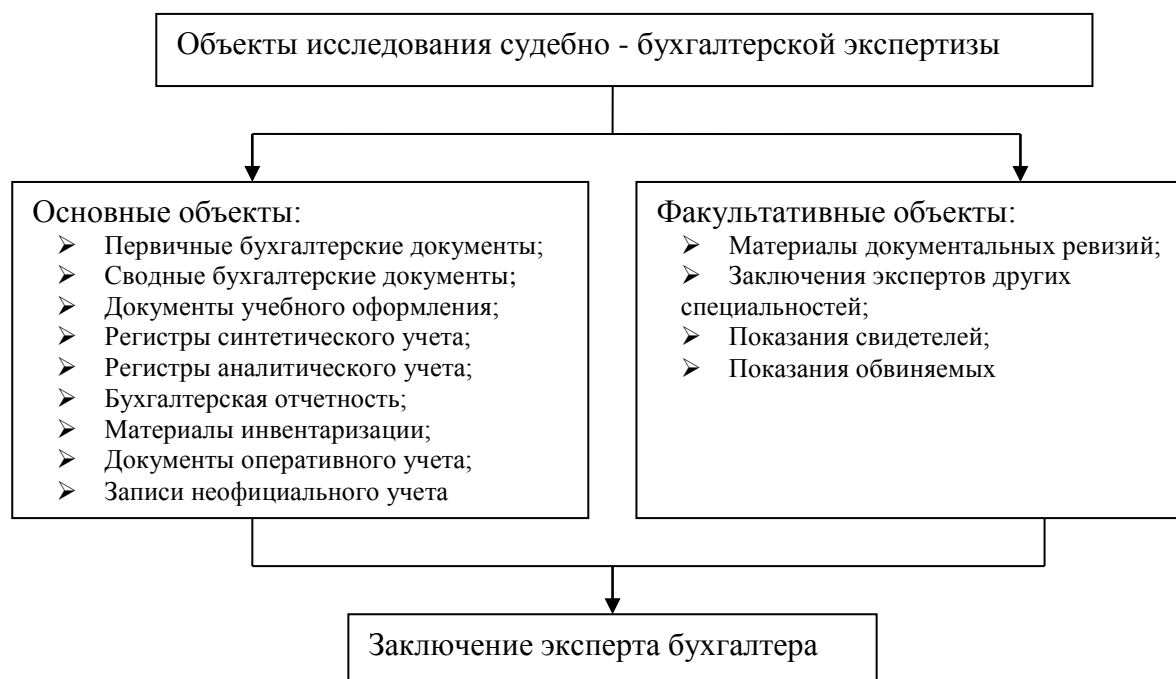 Объекты исследования судебно - бухгалтерской экспертизы
Основные объекты:
➢ Первичные бухгалтерские документы;
➢ Сводные бухгалтерские документы;
➢ Документы учебного оформления;
➢ Регистры синтетического учета;
➢ Регистры аналитического учета;
➢ Бухгалтерская отчетность;
➢ Материалы инвентаризации;
➢ Документы оперативного учета;
➢ Записи неофициального учета
Факультативные объекты:
➢ Материалы документальных ревизий;
➢ Заключения экспертов других
специальностей;
➢ Показания свидетелей;
➢ Показания обвиняемых
Заключение эксперта бухгалтера